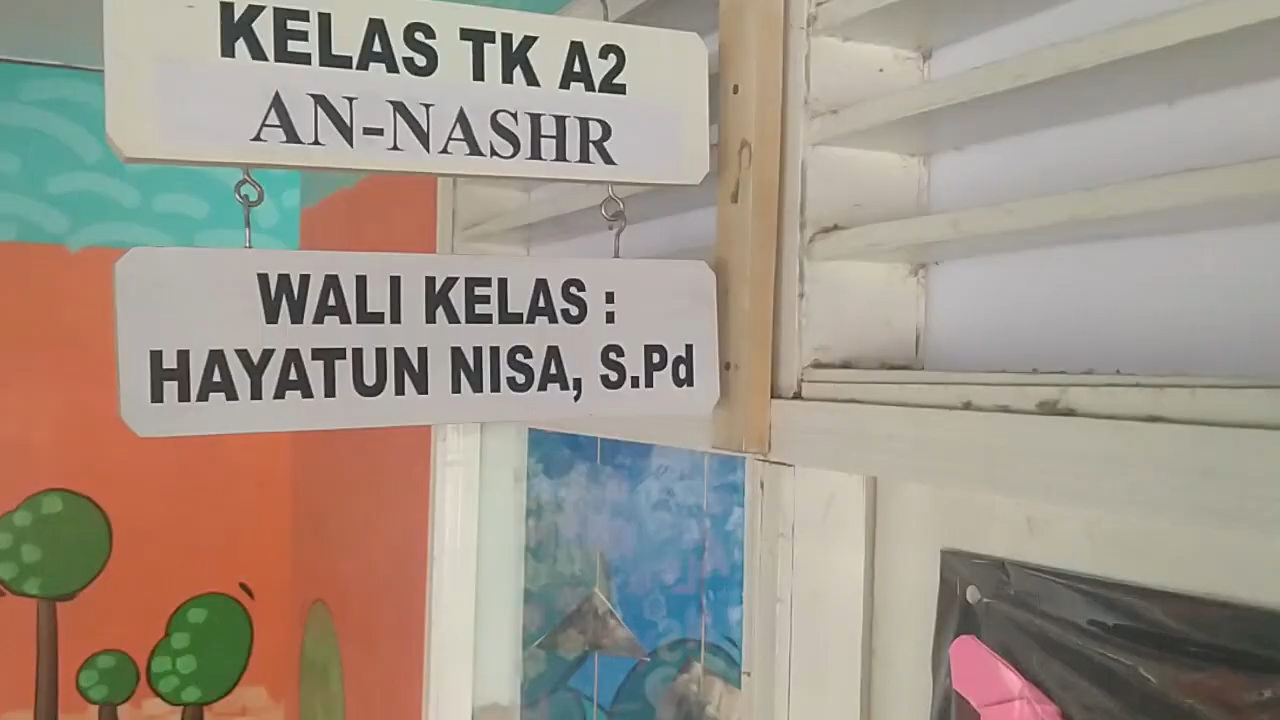 KELAS TK A2
AN-NASHR
WALI KELAS :
HAYATUN NISA, S.Pd